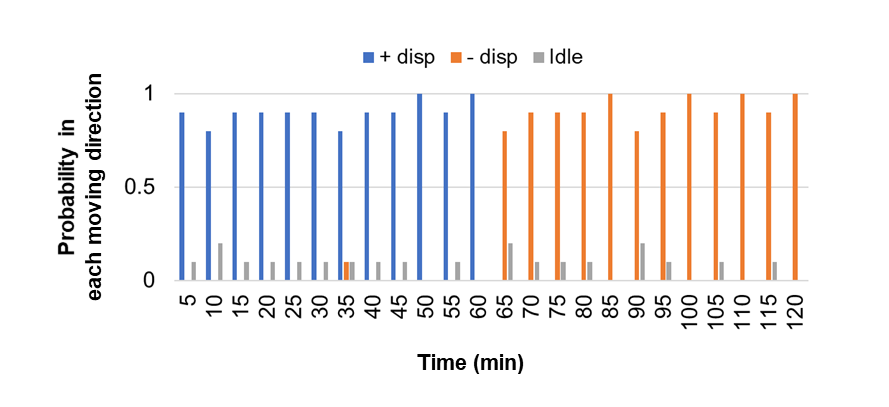 + disp - disp Idle
Probability in
each moving direction
1
0.5
0
5 10 15 20 25 30 35 40 45 50 55 60 65 70 75 80 85 90 95 100 105 110 115 120
Time (min)